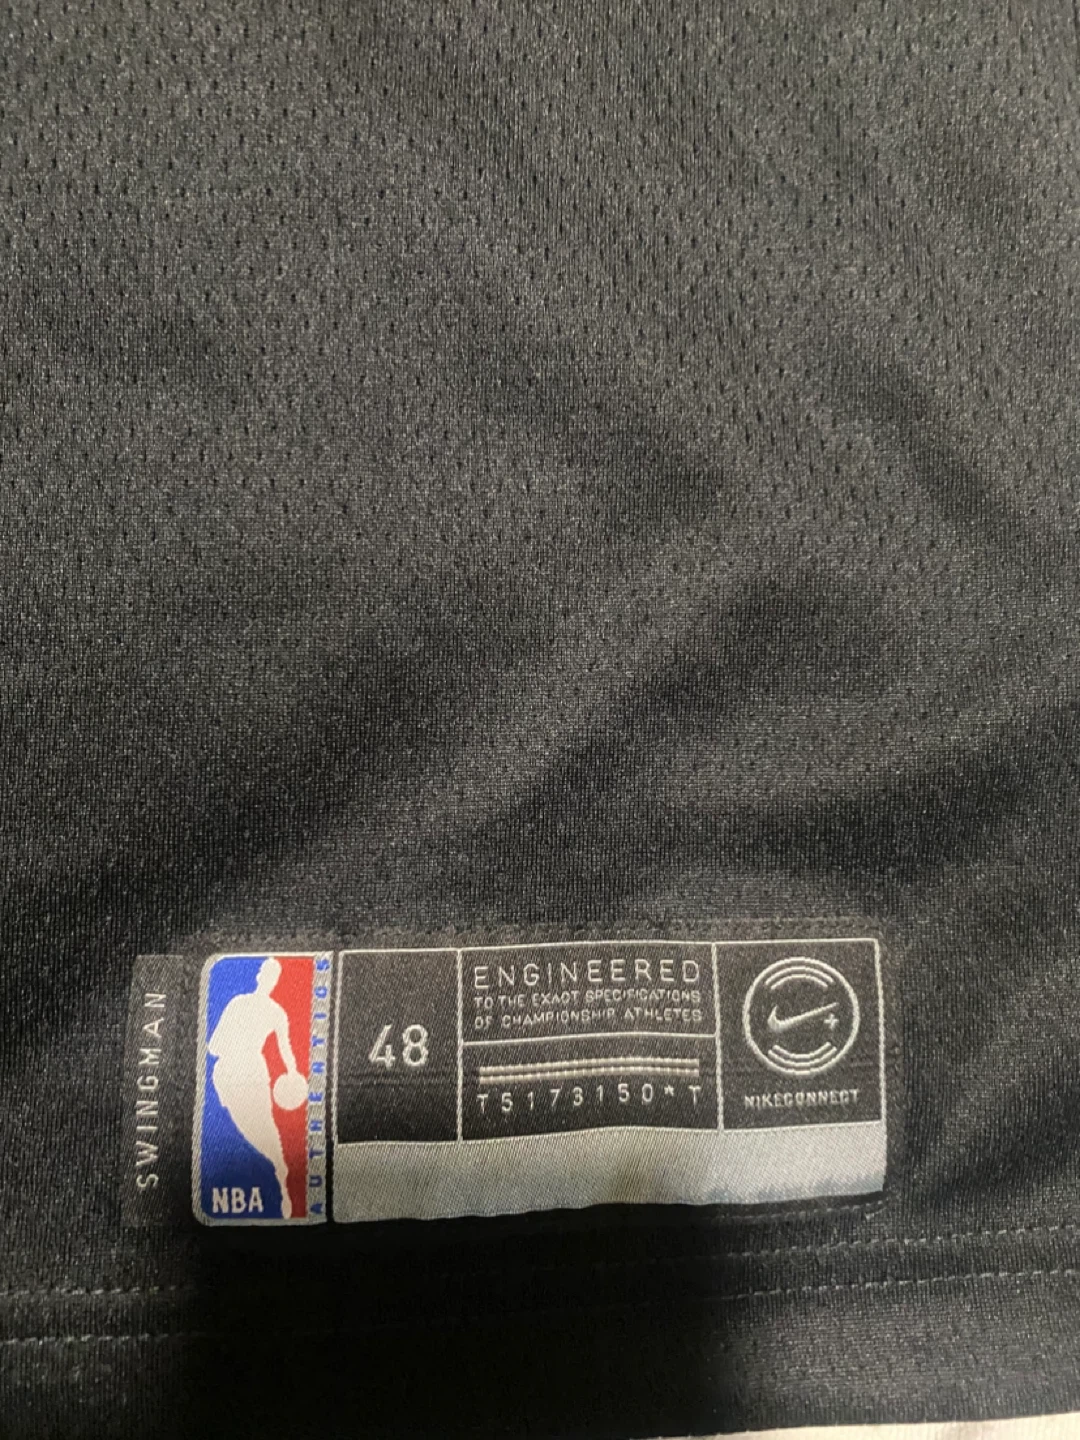 SWINGMAN
NBA
AUTHENTICS
48
ENGINEERED
TO THE EXACT SPECIFICATIONS
OF CHAMPIONSHIP ATHLETES
T5173150*T
NIKECONNECT